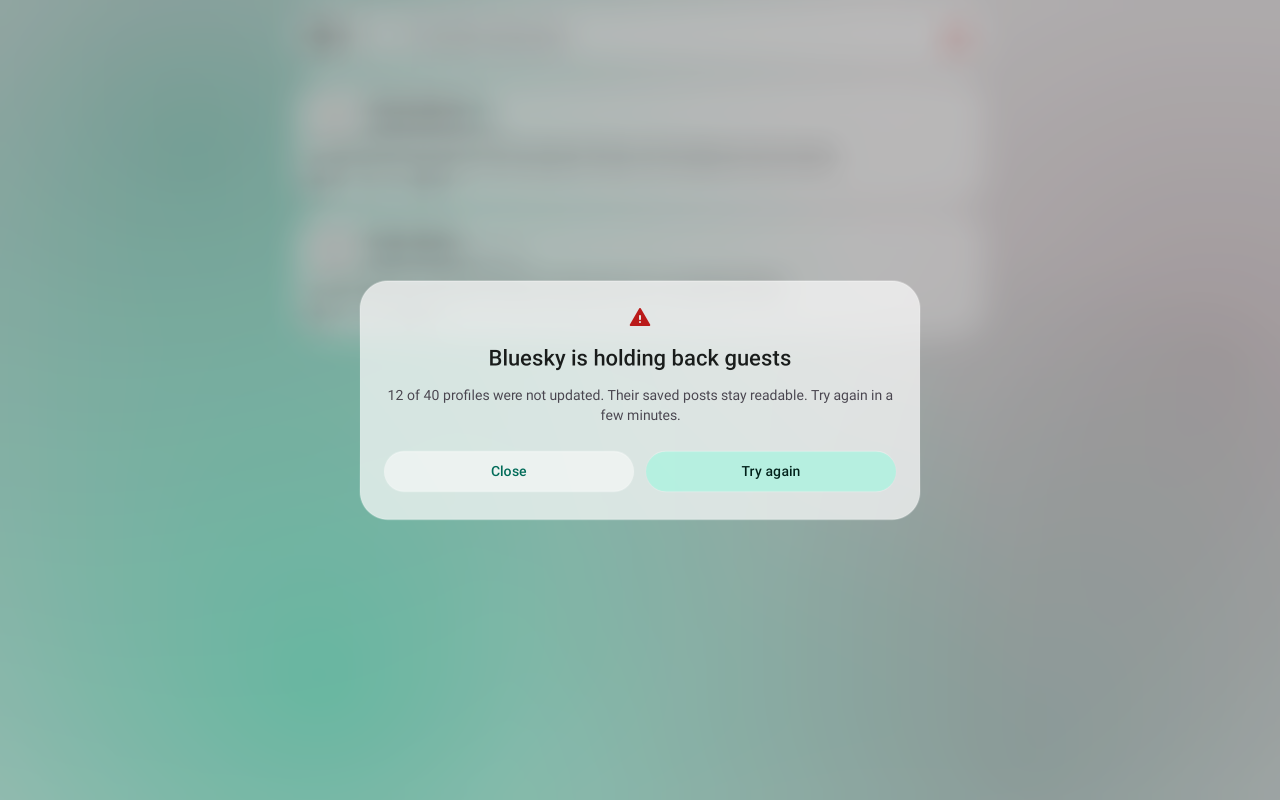 Bluesky is holding back guests
12 of 40 profiles were not updated. Their saved posts stay readable. Try again in a
few minutes.
Close
Try again